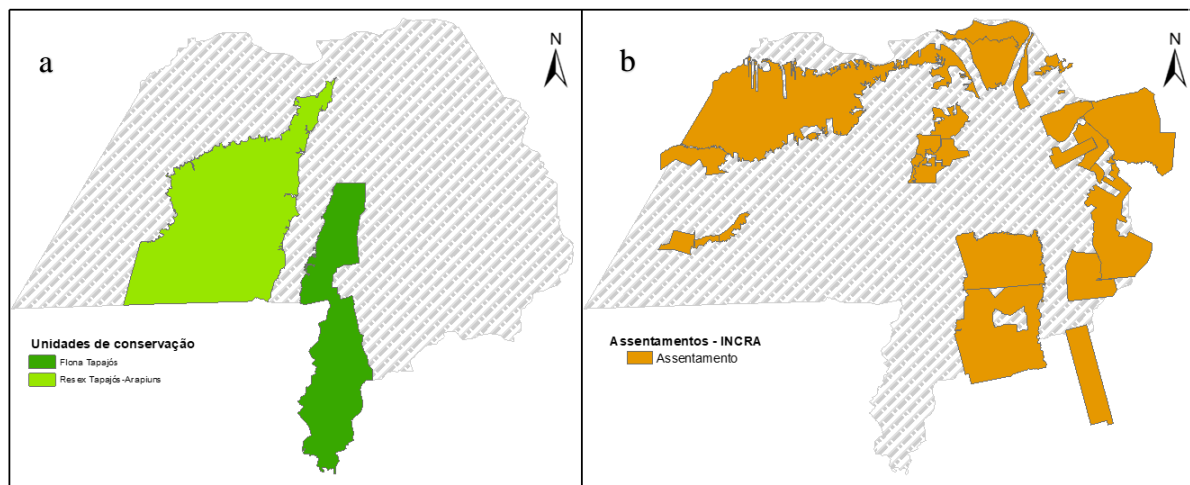 a
N
Unidades de conservação
Flona Tapajós
Resex Tapajós-Arapiuns
b
N
Assentamentos - INCRA
Assentamento